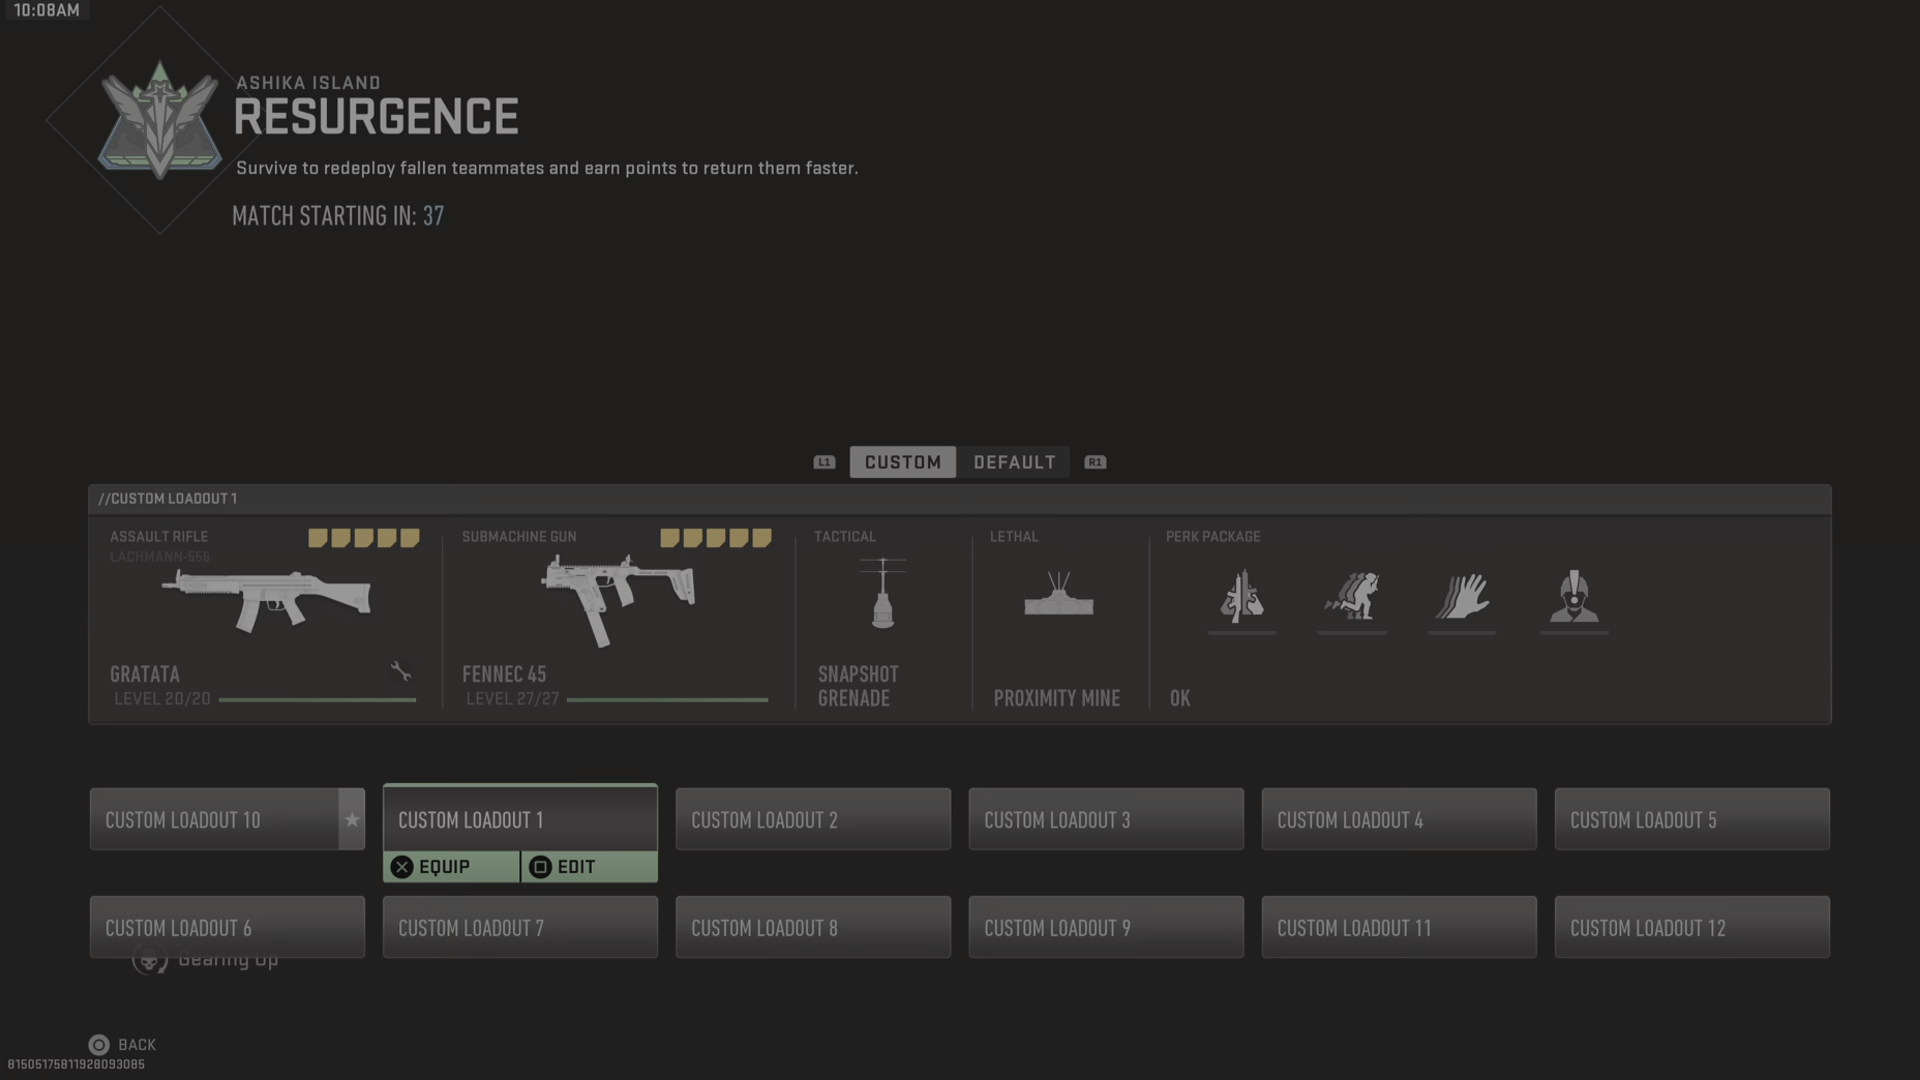 10:08AM
ASHIKA ISLAND
RESURGENCE
Survive to redeploy fallen teammates and earn points to return them faster.
MATCH STARTING IN: 37
L1 CUSTOM DEFAULT R1
//CUSTOM LOADOUT 1
ASSAULT RIFLE SUBMACHINE GUN TACTICAL LETHAL PERK PACKAGE
LACHMANN-556
GRATATA FENNEC 45 SNAPSHOT GRENADE PROXIMITY MINE OK
LEVEL 20/20 LEVEL 27/27
CUSTOM LOADOUT 10 CUSTOM LOADOUT 1 CUSTOM LOADOUT 2 CUSTOM LOADOUT 3 CUSTOM LOADOUT 4 CUSTOM LOADOUT 5
EQUIP EDIT
CUSTOM LOADOUT 6 CUSTOM LOADOUT 7 CUSTOM LOADOUT 8 CUSTOM LOADOUT 9 CUSTOM LOADOUT 11 CUSTOM LOADOUT 12
Gearing Up
BACK
81505175811928093085